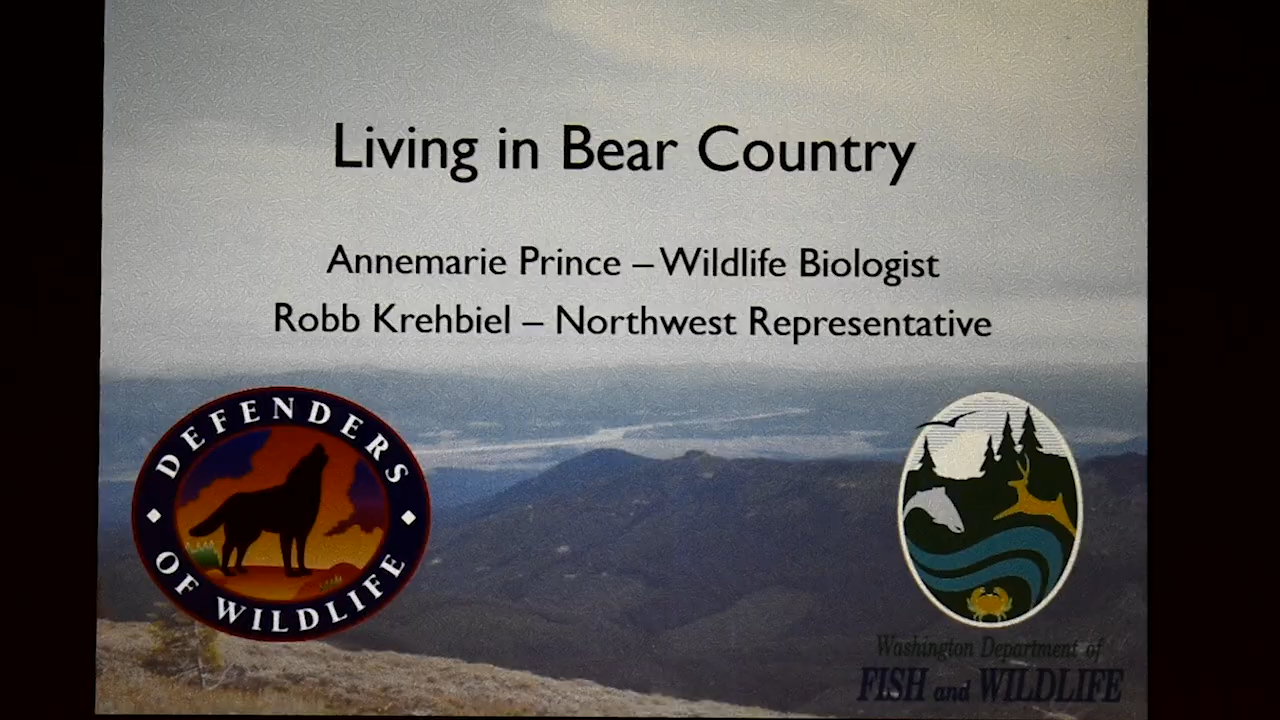 Living in Bear Country
Annemarie Prince – Wildlife Biologist
Robb Krehbiel – Northwest Representative
DEFENDERS
OF WILDLIFE
Washington Department of
FISH and WILDLIFE